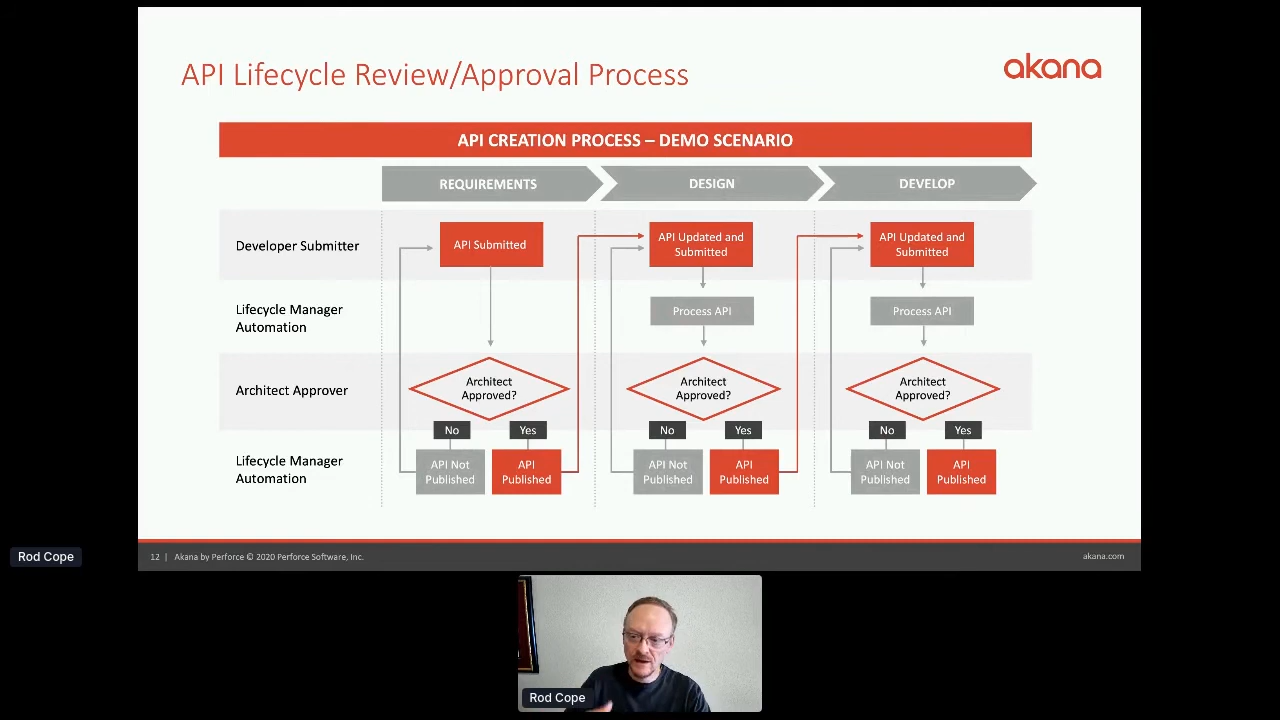 API Lifecycle Review/Approval Process
akana
API CREATION PROCESS – DEMO SCENARIO
REQUIREMENTS
DESIGN
DEVELOP
Developer Submitter
API Submitted
API Updated and
Submitted
API Updated and
Submitted
Lifecycle Manager
Automation
Process API
Process API
Architect Approver
Architect
Approved?
Architect
Approved?
Architect
Approved?
No
Yes
No
Yes
No
Yes
Lifecycle Manager
Automation
API Not
Published
API
Published
API Not
Published
API
Published
API Not
Published
API
Published
12 | Akana by Perforce © 2020 Perforce Software, Inc.
akana.com
Rod Cope
Rod Cope